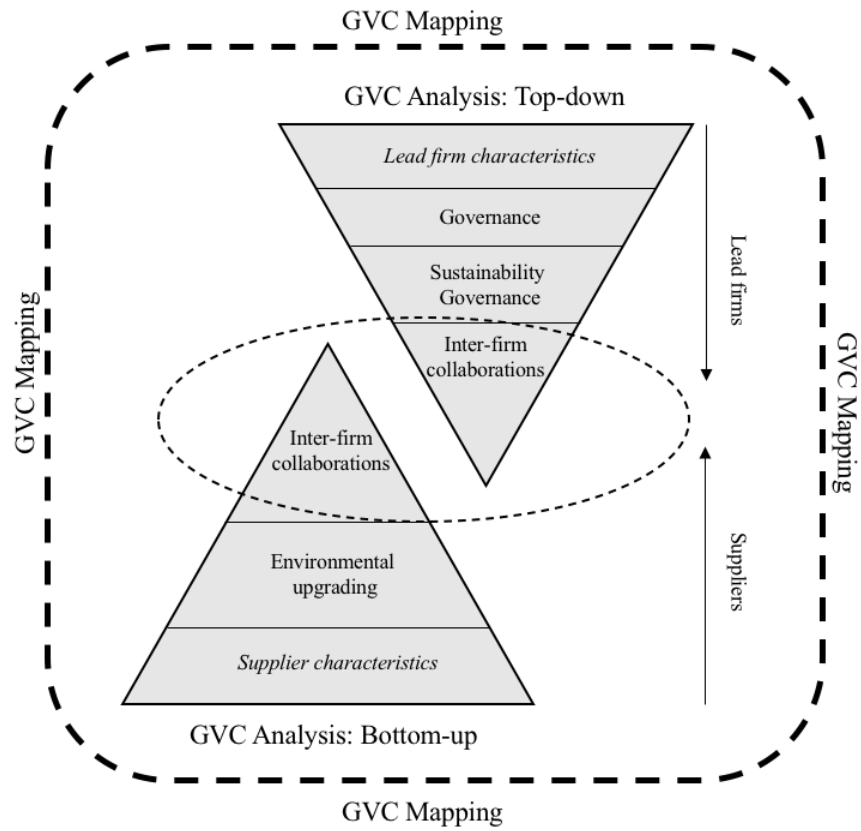 GVC Mapping
GVC Analysis: Top-down
Lead firm characteristics
Governance
Sustainability
Governance
Inter-firm
collaborations
Lead firms
GVC Mapping
GVC Mapping
Inter-firm
collaborations
Environmental
upgrading
Supplier characteristics
Suppliers
GVC Analysis: Bottom-up
GVC Mapping